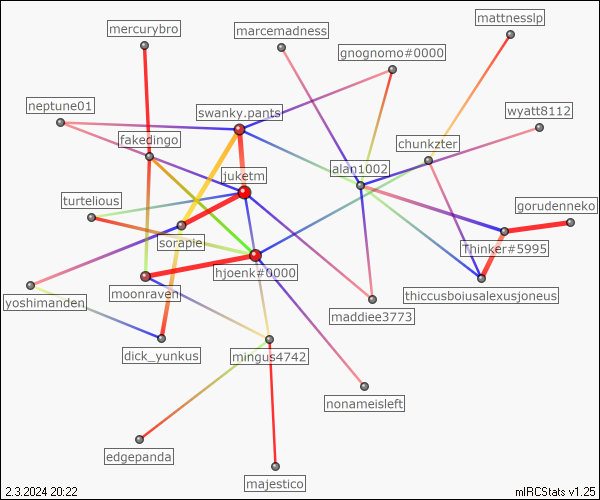 mattnesslp
mercurybro
marcemadness
gnognomo#0000
neptune01
swanky.pants
wyatt8112
fakedingo
chunkzter
alan1002
juketm
turtelious
gorudenneko
sorapie
Thinker#5995
hjoenk#0000
moonraven
thiccusboiusalexusjoneus
yoshimanden
maddiee3773
dick_yunkus
mingus4742
nonameisleft
edgepanda
majestico
2.3.2024 20:22
mIRCStats v1.25